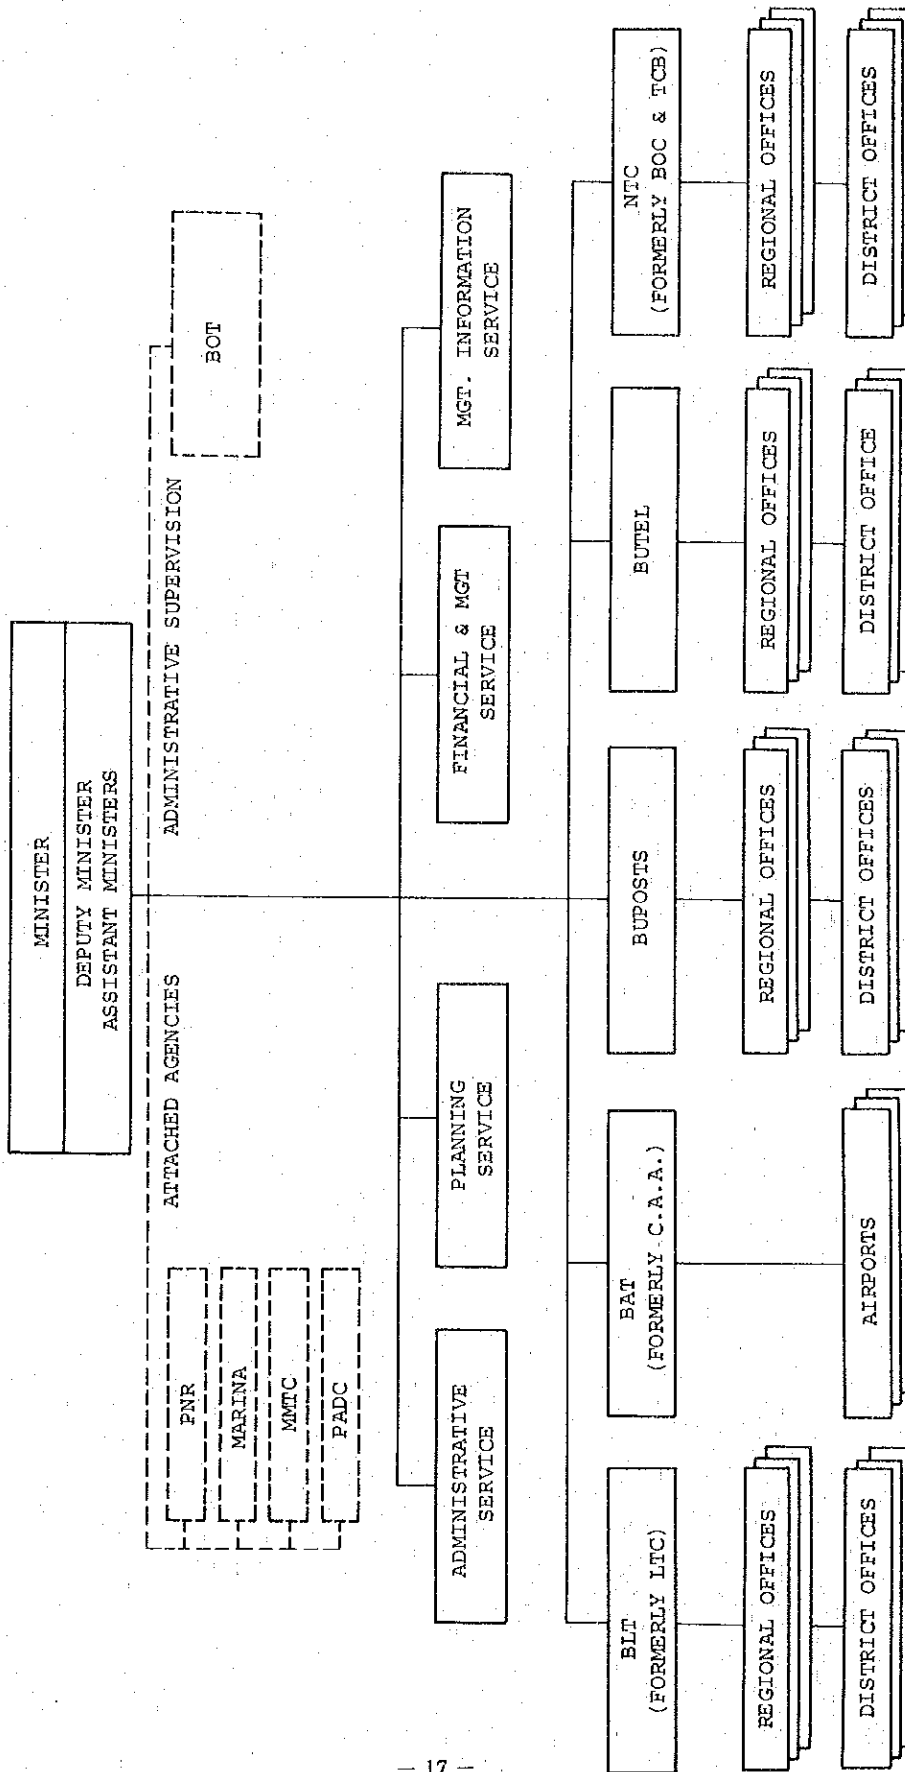 MINISTER
DEPUTY MINISTER
ASSISTANT MINISTERS
ATTACHED AGENCIES
ADMINISTRATIVE SUPERVISION
PNR
MARINA
MMTC
PADC
BOT
ADMINISTRATIVE
SERVICE
PLANNING
SERVICE
FINANCIAL & MGT
SERVICE
MGT. INFORMATION
SERVICE
BLT
(FORMERLY LTC)
BAT
(FORMERLY C.A.A.)
BUPOSTS
BUTEL
NTC
(FORMERLY BOC & TCB)
REGIONAL OFFICES
REGIONAL OFFICES
REGIONAL OFFICES
REGIONAL OFFICES
DISTRICT OFFICES
AIRPORTS
DISTRICT OFFICES
DISTRICT OFFICE
DISTRICT OFFICES
— 17 —